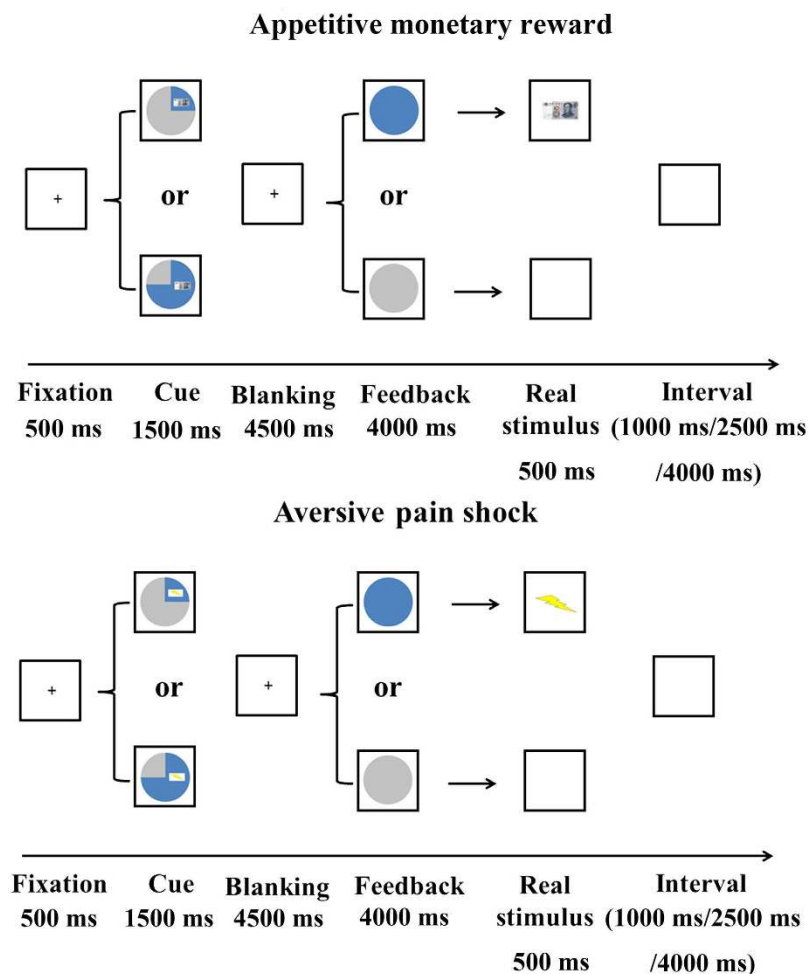 Appetitive monetary reward
+
or
+
or
Fixation Cue Blanking Feedback Real Interval
500 ms 1500 ms 4500 ms 4000 ms stimulus (1000 ms/2500 ms
500 ms /4000 ms)
Aversive pain shock
+
or
+
or
Fixation Cue Blanking Feedback Real Interval
500 ms 1500 ms 4500 ms 4000 ms stimulus (1000 ms/2500 ms
500 ms /4000 ms)